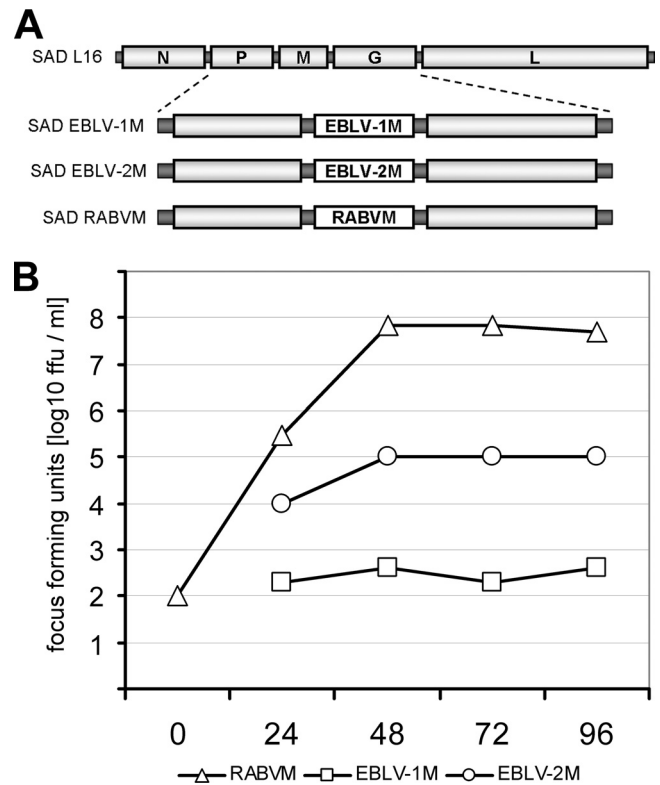 A
SAD L16 N P M G L
SAD EBLV-1M EBLV-1M
SAD EBLV-2M EBLV-2M
SAD RABVM RABVM
B
focus forming units [log10 ffu / ml]
8
7
6
5
4
3
2
1
0 24 48 72 96
RABVM EBLV-1M EBLV-2M